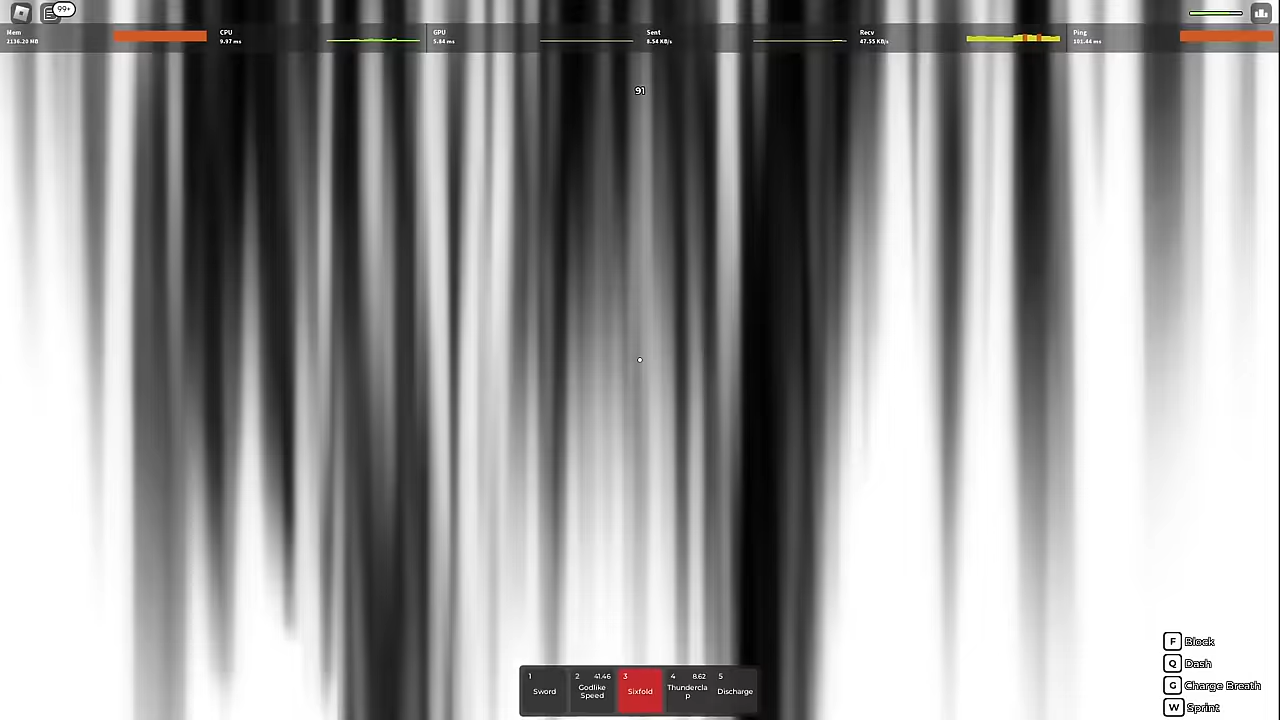 99+
Mem
2136.20 MB
CPU
9.97 ms
GPU
5.84 ms
Sent
8.54 KB/s
Recv
47.55 KB/s
Ping
101.44 ms
91
1
Sword
2 41.46
Godlike
Speed
3
Sixfold
4 8.62
Thundercla
p
5
Discharge
F Block
Q Dash
G Charge Breath
W Sprint